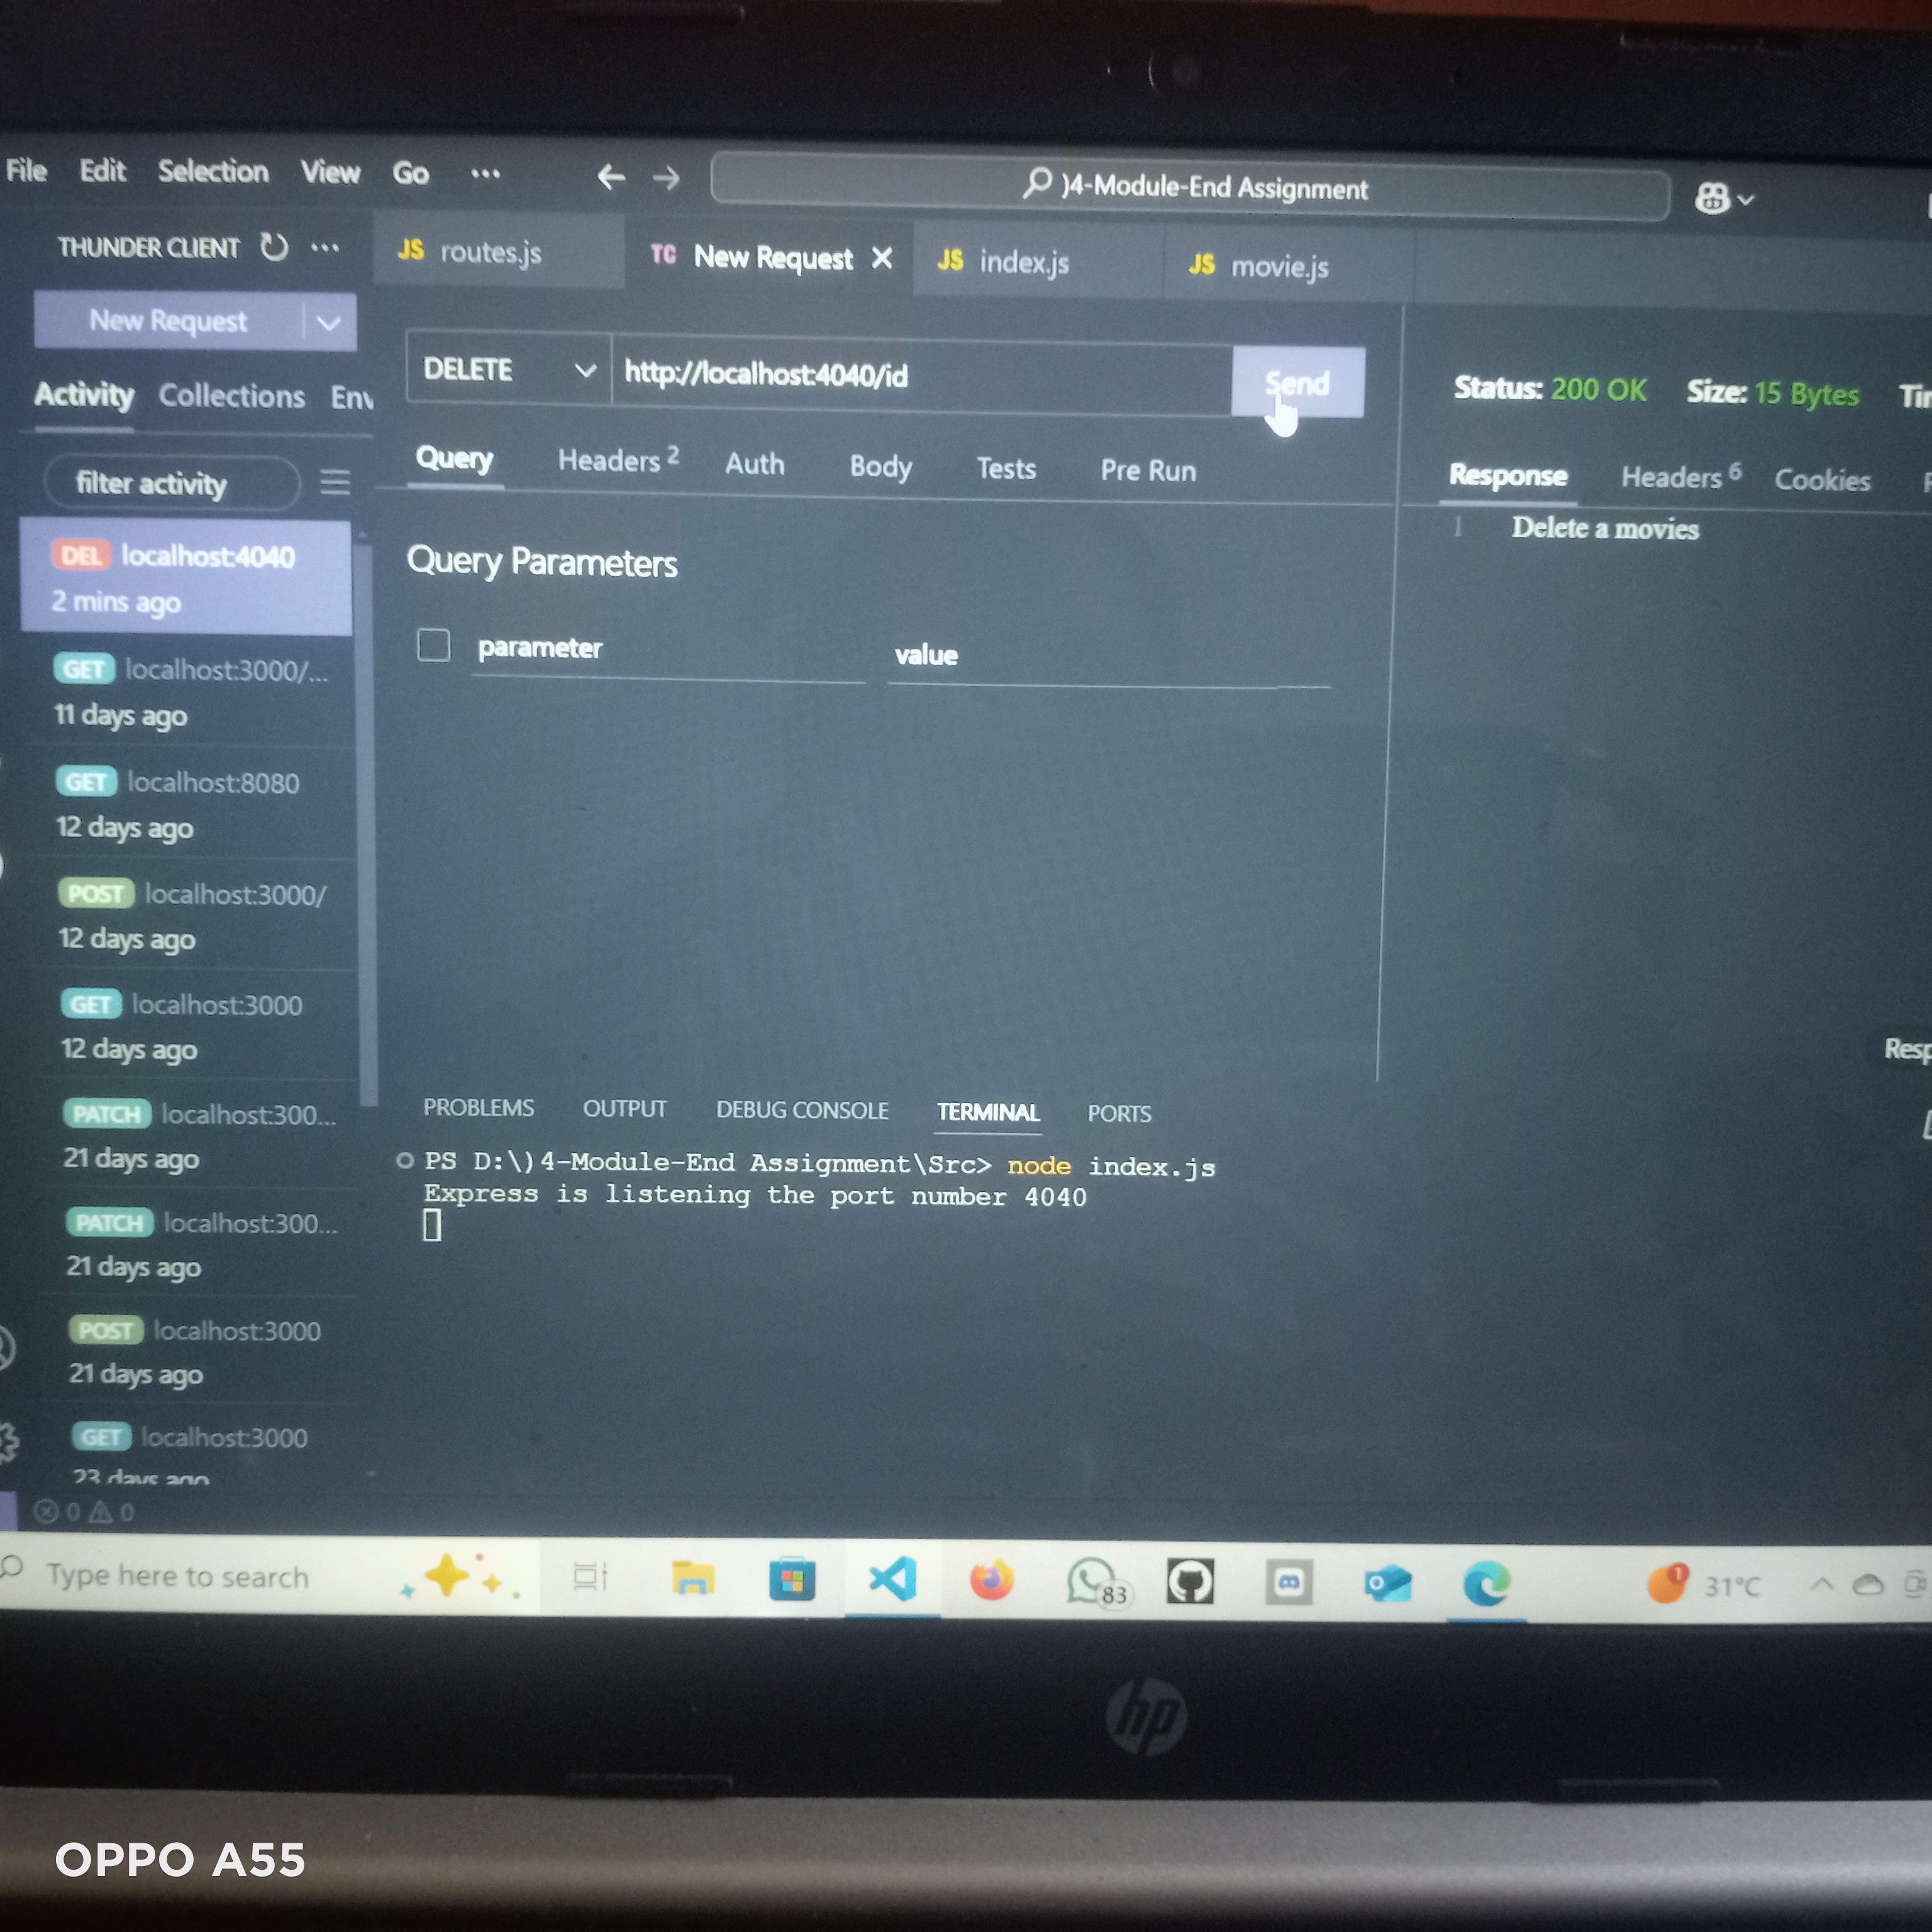 File Edit Selection View Go ...
)4-Module-End Assignment
THUNDER CLIENT ...
New Request
Activity Collections Env
filter activity
DEL localhost:4040
2 mins ago
GET localhost:3000/...
11 days ago
GET localhost:8080
12 days ago
POST localhost:3000/
12 days ago
GET localhost:3000
12 days ago
PATCH localhost:300...
21 days ago
PATCH localhost:300...
21 days ago
POST localhost:3000
21 days ago
GET localhost:3000
23 days ago
0 0
JS routes.js TC New Request JS index.js JS movie.js
DELETE http://localhost:4040/id Send
Query Headers 2 Auth Body Tests Pre Run
Query Parameters
parameter value
Status: 200 OK Size: 15 Bytes
Response Headers 6 Cookies
1 Delete a movies
Resp
PROBLEMS OUTPUT DEBUG CONSOLE TERMINAL PORTS
PS D:\)4-Module-End Assignment\Src> node index.js
Express is listening the port number 4040
Type here to search
83
1
31°C
hp
OPPO A55